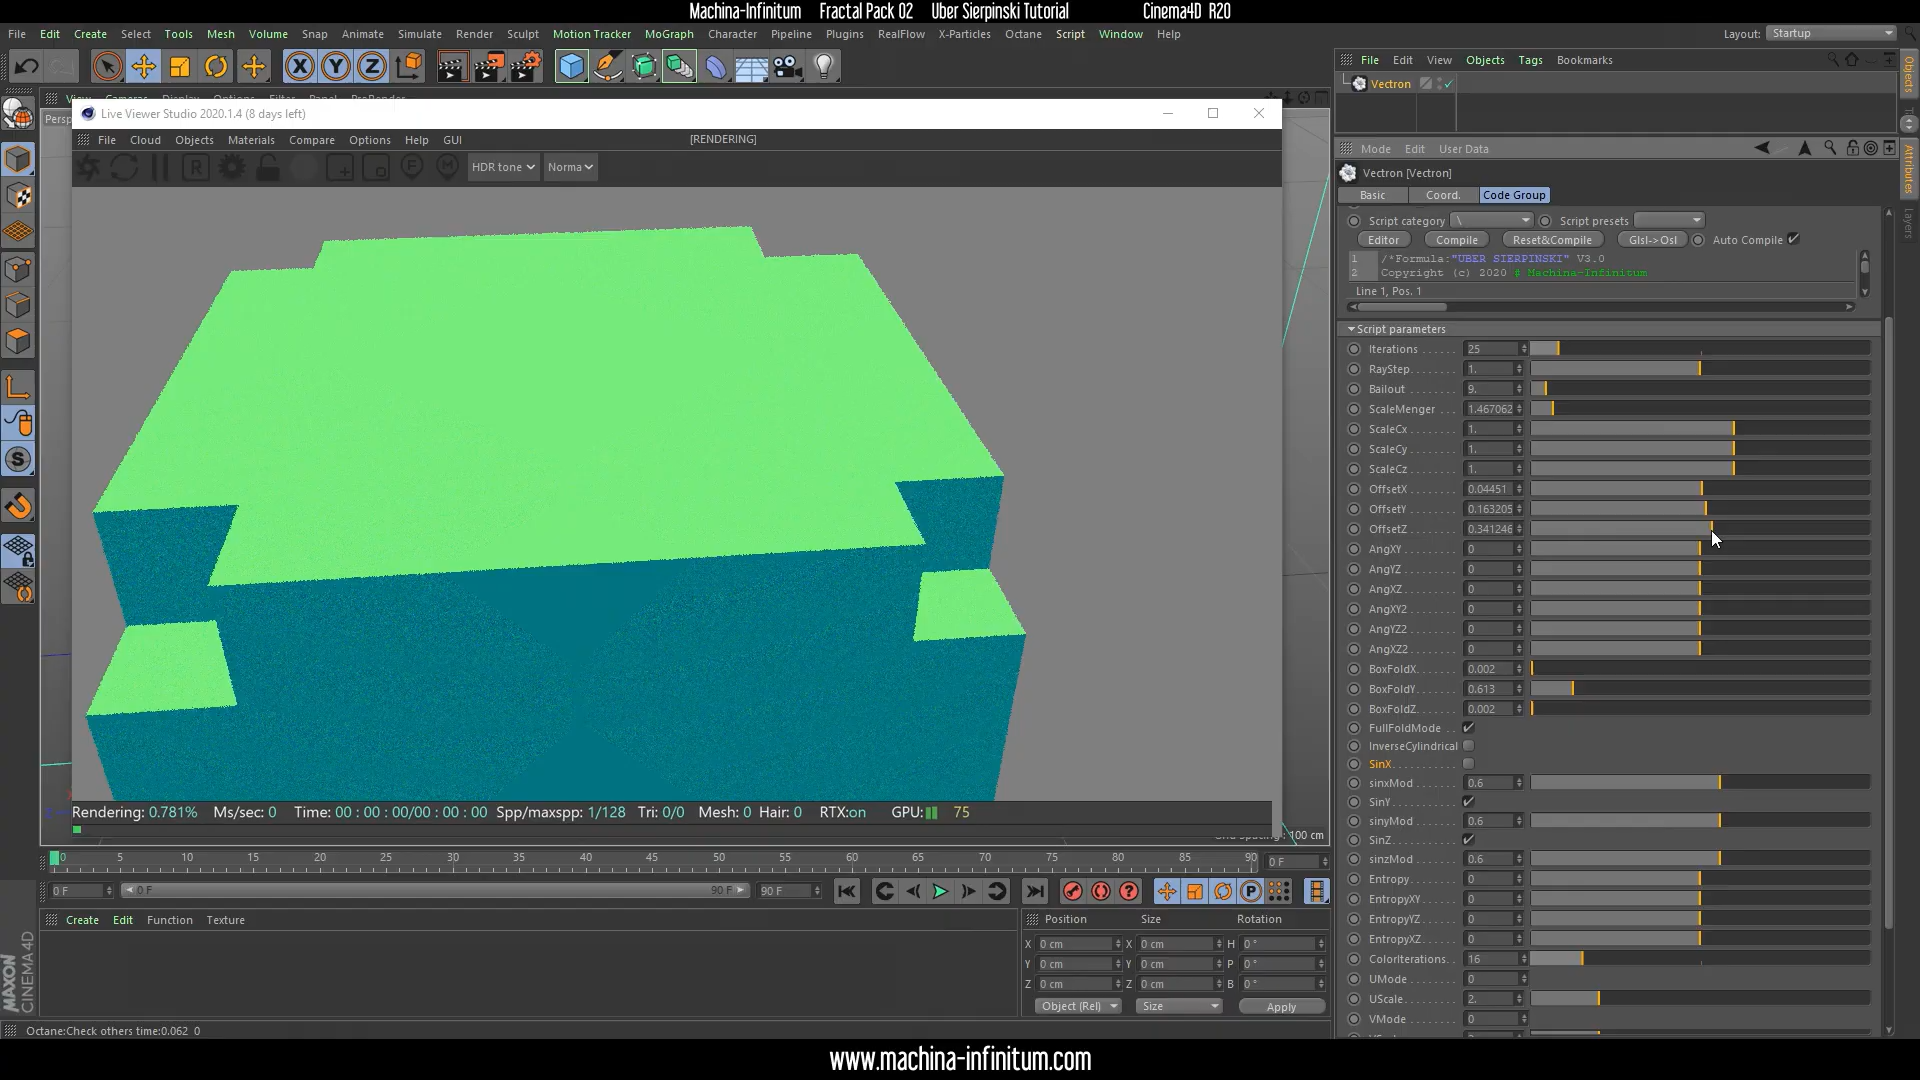 Machina-Infinitum Fractal Pack 02 Uber Sierpinski Tutorial Cinema4D R20
File Edit Create Select Tools Mesh Volume Snap Animate Simulate Render Sculpt Motion Tracker MoGraph Character Pipeline Plugins RealFlow X-Particles Octane Script Window Help
Layout: Startup
File Edit View Objects Tags Bookmarks
Vectron
Objects
Attributes
Layers
Live Viewer Studio 2020.1.4 (8 days left)
File Cloud Objects Materials Compare Options Help GUI
[RENDERING]
HDR tone Norma
Mode Edit User Data
Vectron [Vectron]
Basic Coord. Code Group
Script category \ Script presets
Editor Compile Reset&Compile Glsl->Osl Auto Compile
1 /*Formula:"UBER SIERPINSKI" V3.0
2 Copyright (c) 2020 # Machina-Infinitum
Line 1, Pos. 1
Script parameters
Iterations 25
RayStep 1.
Bailout 9.
ScaleMenger 1.467062
ScaleCx 1.
ScaleCy 1.
ScaleCz 1.
OffsetX 0.04451
OffsetY 0.163205
OffsetZ 0.341246
AngXY 0
AngYZ 0
AngXZ 0
AngXY2 0
AngYZ2 0
AngXZ2 0
BoxFoldX 0.002
BoxFoldY 0.613
BoxFoldZ 0.002
FullFoldMode
InverseCylindrical
SinX
sinxMod 0.6
SinY
sinyMod 0.6
SinZ
sinzMod 0.6
Entropy 0
EntropyXY 0
EntropyYZ 0
EntropyXZ 0
ColorIterations 16
UMode 0
UScale 2.
VMode 0
Rendering: 0.781% Ms/sec: 0 Time: 00 : 00 : 00/00 : 00 : 00 Spp/maxspp: 1/128 Tri: 0/0 Mesh: 0 Hair: 0 RTX:on GPU: 75
100 cm
0 5 10 15 20 25 30 35 40 45 50 55 60 65 70 75 80 85 90 0 F
0 F 0 F 90 F 90 F
Create Edit Function Texture
Position Size Rotation
X 0 cm X 0 cm H 0 °
Y 0 cm Y 0 cm P 0 °
Z 0 cm Z 0 cm B 0 °
Object (Rel) Size Apply
MAXON CINEMA 4D
Octane:Check others time:0.062 0
www.machina-infinitum.com